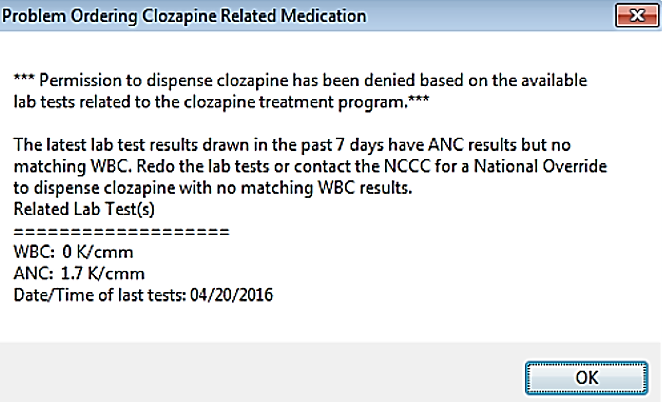 Problem Ordering Clozapine Related Medication
*** Permission to dispense clozapine has been denied based on the available
lab tests related to the clozapine treatment program.***
The latest lab test results drawn in the past 7 days have ANC results but no
matching WBC. Redo the lab tests or contact the NCCC for a National Override
to dispense clozapine with no matching WBC results.
Related Lab Test(s)
====================
WBC: 0 K/cmm
ANC: 1.7 K/cmm
Date/Time of last tests: 04/20/2016
OK